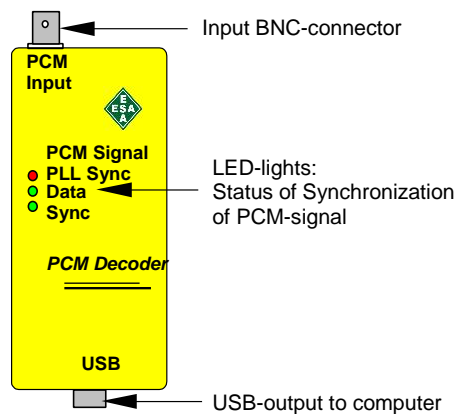 Input BNC-connector
PCM
Input
E
ESA
A
PCM Signal
PLL Sync
Data
Sync
LED-lights:
Status of Synchronization
of PCM-signal
PCM Decoder
USB
USB-output to computer